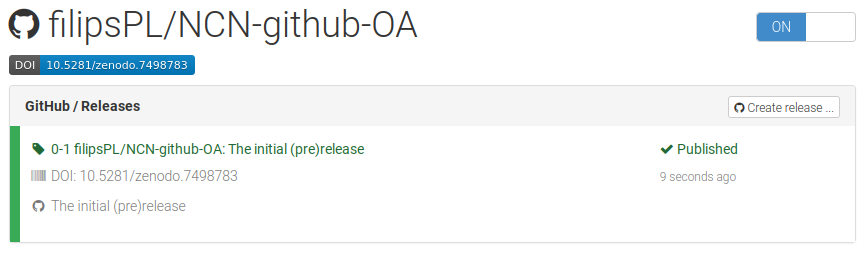 filipsPL/NCN-github-OA
ON
DOI 10.5281/zenodo.7498783
GitHub / Releases
Create release ...
0-1 filipsPL/NCN-github-OA: The initial (pre)release
Published
DOI: 10.5281/zenodo.7498783
9 seconds ago
The initial (pre)release